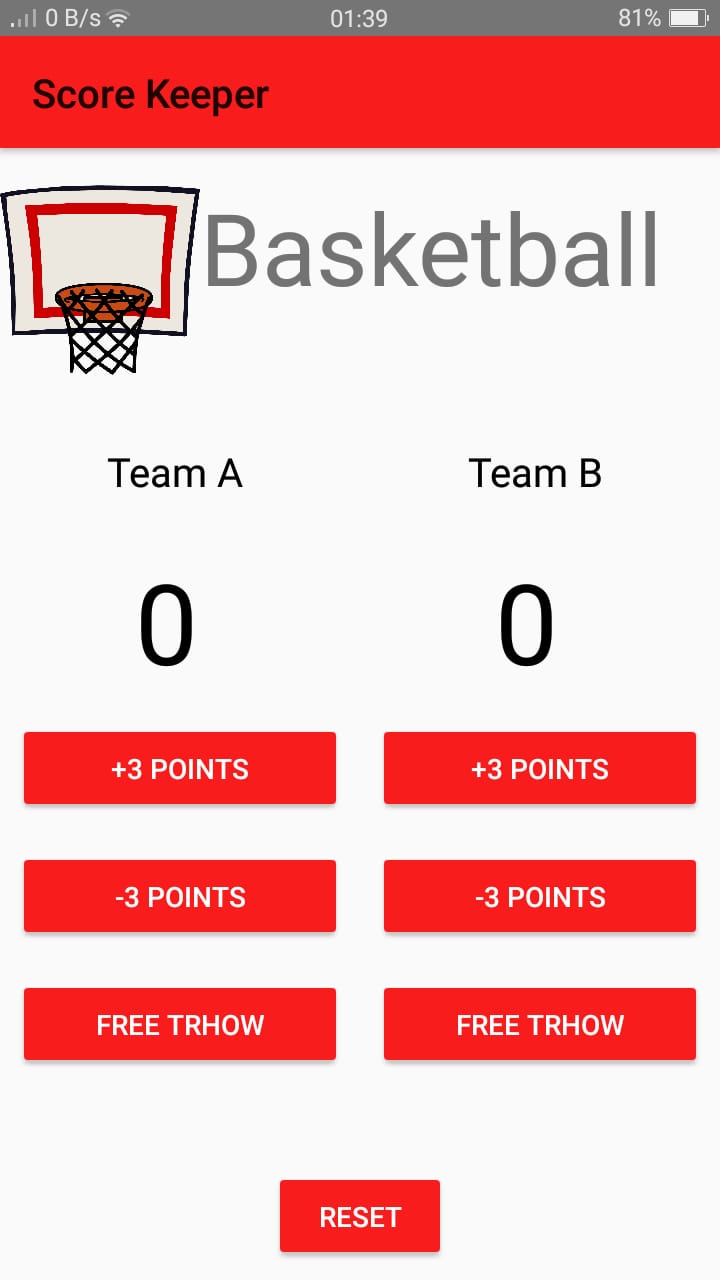 0 B/s 01:39 81%
Score Keeper
Basketball
Team A Team B
0 0
+3 POINTS +3 POINTS
-3 POINTS -3 POINTS
FREE TRHOW FREE TRHOW
RESET